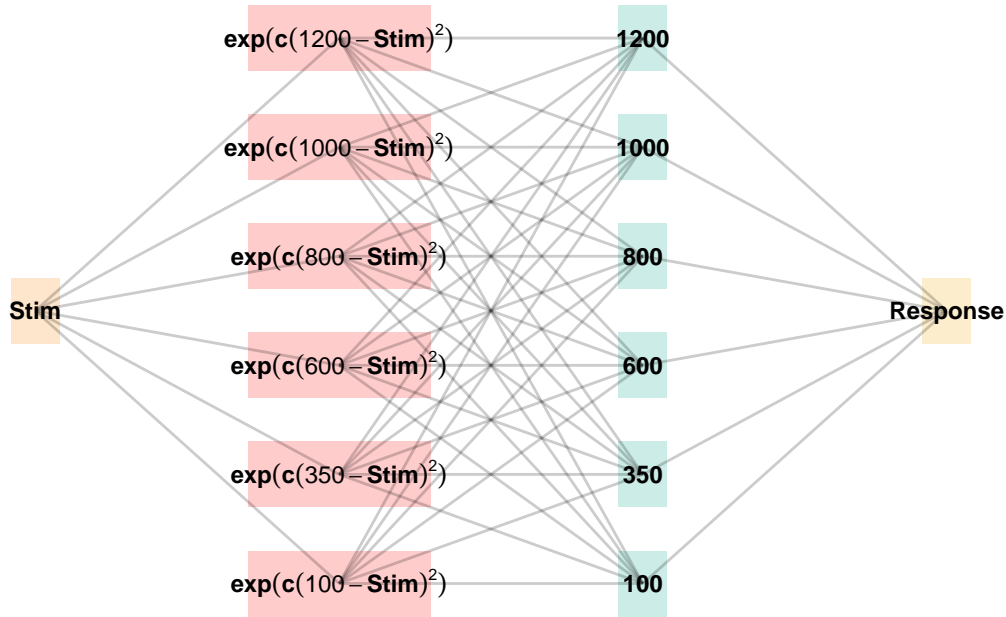 exp(c(1200 – Stim)²)
1200
exp(c(1000 – Stim)²)
1000
exp(c(800 – Stim)²)
800
Stim
Response
exp(c(600 – Stim)²)
600
exp(c(350 – Stim)²)
350
exp(c(100 – Stim)²)
100